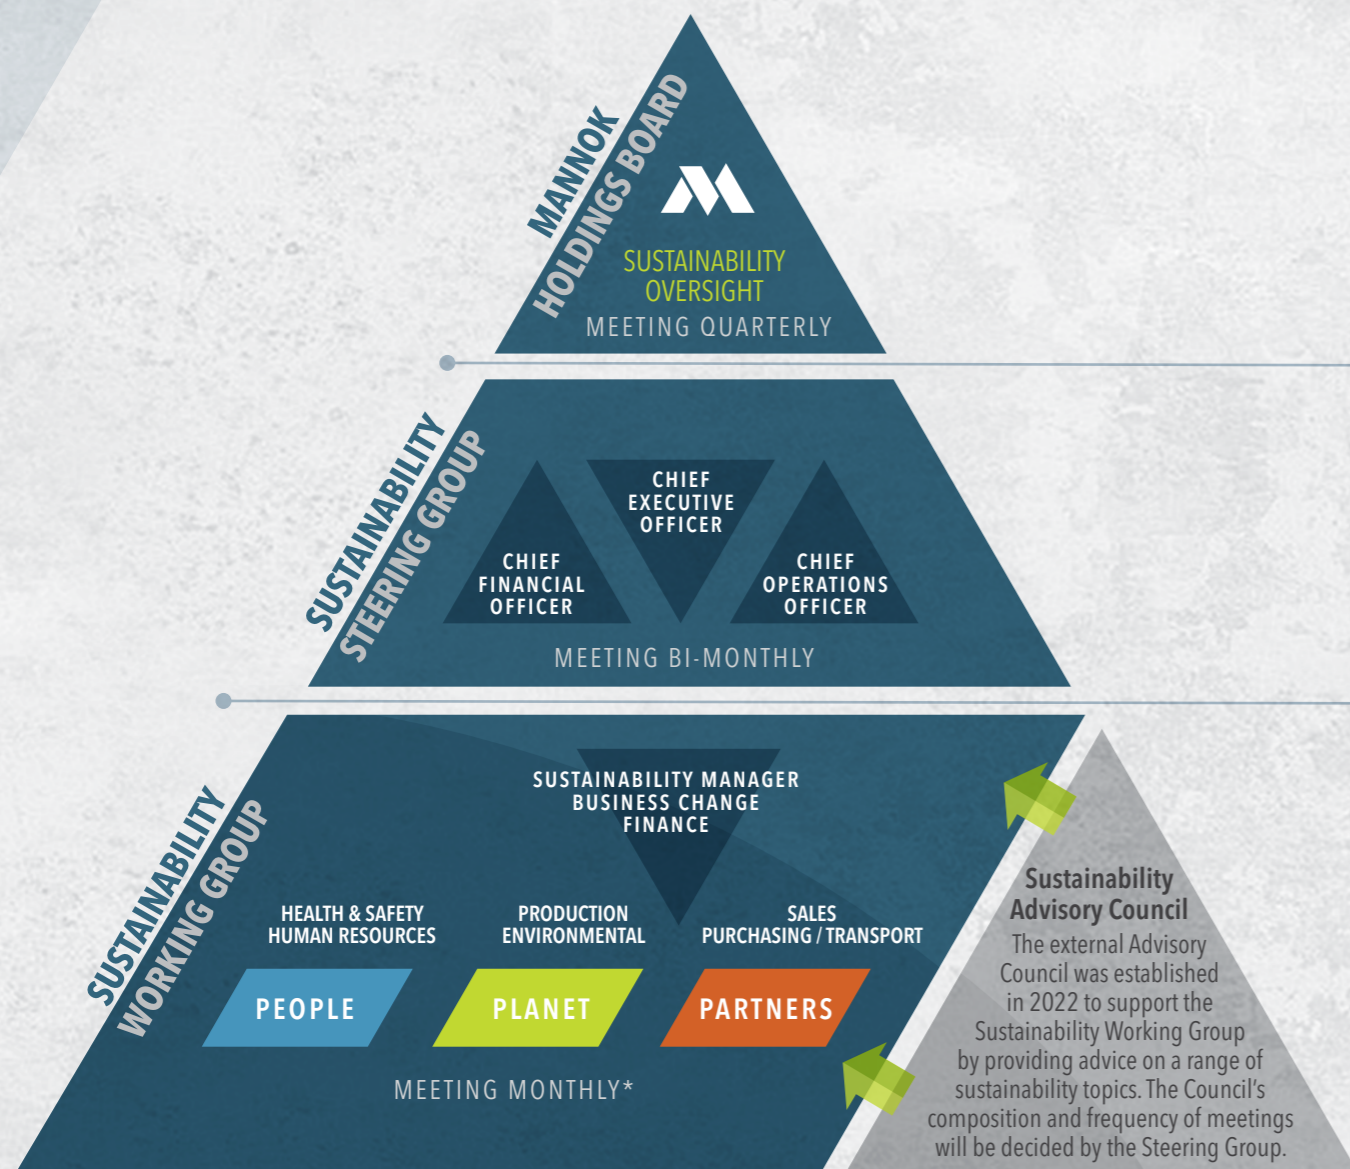 MANNOK
HOLDINGS BOARD
SUSTAINABILITY
OVERSIGHT
MEETING QUARTERLY
SUSTAINABILITY
STEERING GROUP
CHIEF
EXECUTIVE
OFFICER
CHIEF
FINANCIAL
OFFICER
CHIEF
OPERATIONS
OFFICER
MEETING BI-MONTHLY
SUSTAINABILITY
WORKING GROUP
SUSTAINABILITY MANAGER
BUSINESS CHANGE
FINANCE
HEALTH & SAFETY
HUMAN RESOURCES
PEOPLE
PRODUCTION
ENVIRONMENTAL
PLANET
SALES
PURCHASING / TRANSPORT
PARTNERS
MEETING MONTHLY*
Sustainability
Advisory Council
The external Advisory
Council was established
in 2022 to support the
Sustainability Working Group
by providing advice on a range of
sustainability topics. The Council's
composition and frequency of meetings
will be decided by the Steering Group.